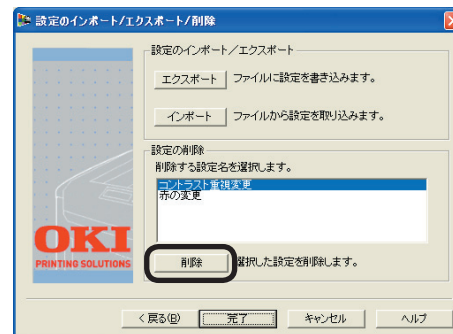 設定のインポート/エクスポート/削除
設定のインポート／エクスポート
エクスポート ファイルに設定を書き込みます。
インポート ファイルから設定を取り込みます。
設定の削除
削除する設定名を選択します。
コントラスト重視変更
赤の変更
OKI
PRINTING SOLUTIONS
削除 選択した設定を削除します。
< 戻る(B) 完了 キャンセル ヘルプ